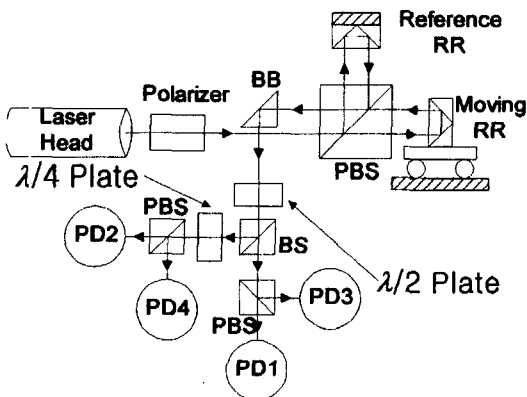 Reference
RR
BB
Polarizer
Moving
RR
Laser
Head
PBS
λ/4 Plate
PBS
PD2
BS
λ/2 Plate
PD4
PD3
PBS
PD1